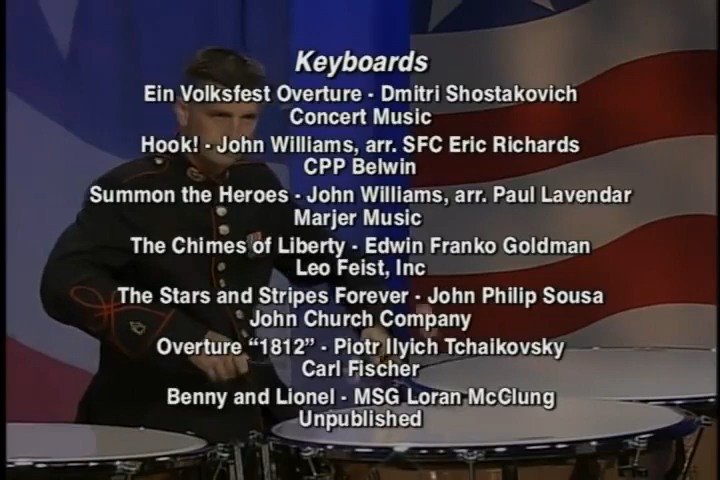 Keyboards
Ein Volksfest Overture - Dmitri Shostakovich
Concert Music
Hook! - John Williams, arr. SFC Eric Richards
CPP Belwin
Summon the Heroes - John Williams, arr. Paul Lavendar
Marjer Music
The Chimes of Liberty - Edwin Franko Goldman
Leo Feist, Inc
The Stars and Stripes Forever - John Philip Sousa
John Church Company
Overture “1812” - Piotr Ilyich Tchaikovsky
Carl Fischer
Benny and Lionel - MSG Loran McClung
Unpublished